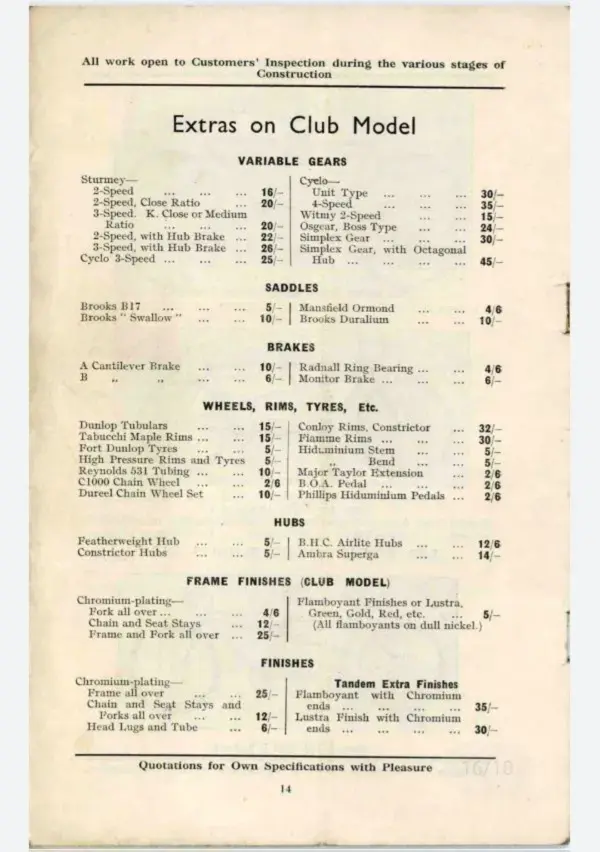 All work open to Customers' Inspection during the various stages of
Construction
Extras on Club Model
VARIABLE GEARS
Sturmey—
2-Speed ... ... ... 16/-
2-Speed, Close Ratio ... 20/-
3-Speed. K. Close or Medium
Ratio ... ... ... 20/-
2-Speed, with Hub Brake ... 22/-
3-Speed, with Hub Brake ... 26/-
Cyclo 3-Speed ... ... ... 25/-
Cyclo—
Unit Type ... ... ... 30/-
4-Speed ... ... ... 35/-
Witmy 2-Speed ... ... 15/-
Osgear, Boss Type ... ... 24/-
Simplex Gear ... ... ... 30/-
Simplex Gear, with Octagonal
Hub ... ... ... ... 45/-
SADDLES
Brooks B17 ... ... ... 5/-
Brooks " Swallow " ... ... 10/-
Mansfield Ormond ... ... 4/6
Brooks Duralium ... ... 10/-
BRAKES
A Cantilever Brake ... ... 10/-
B „ „ ... ... 6/-
Radnall Ring Bearing ... ... 4/6
Monitor Brake ... ... ... 6/-
WHEELS, RIMS, TYRES, Etc.
Dunlop Tubulars ... ... 15/-
Tabucchi Maple Rims ... ... 15/-
Fort Dunlop Tyres ... ... 5/-
High Pressure Rims and Tyres 5/-
Reynolds 531 Tubing ... ... 10/-
C1000 Chain Wheel ... ... 2/6
Dureel Chain Wheel Set ... 10/-
Conloy Rims, Constrictor ... 32/-
Fiamme Rims ... ... ... 30/-
Hiduminium Stem ... ... 5/-
„ Bend ... ... 5/-
Major Taylor Extension ... 2/6
B.O.A. Pedal ... ... ... 2/6
Phillips Hiduminium Pedals ... 2/6
HUBS
Featherweight Hub ... ... 5/-
Constrictor Hubs ... ... 5/-
B.H.C. Airlite Hubs ... ... 12/6
Ambra Superga ... ... 14/-
FRAME FINISHES (CLUB MODEL)
Chromium-plating—
Fork all over ... ... ... 4/6
Chain and Seat Stays ... 12/-
Frame and Fork all over ... 25/-
Flamboyant Finishes or Lustra,
Green, Gold, Red, etc. ... 5/-
(All flamboyants on dull nickel.)
FINISHES
Chromium-plating—
Frame all over ... ... 25/-
Chain and Seat Stays and
Forks all over ... ... 12/-
Head Lugs and Tube ... 6/-
Tandem Extra Finishes
Flamboyant with Chromium
ends ... ... ... ... 35/-
Lustra Finish with Chromium
ends ... ... ... ... 30/-
Quotations for Own Specifications with Pleasure
16/10
14